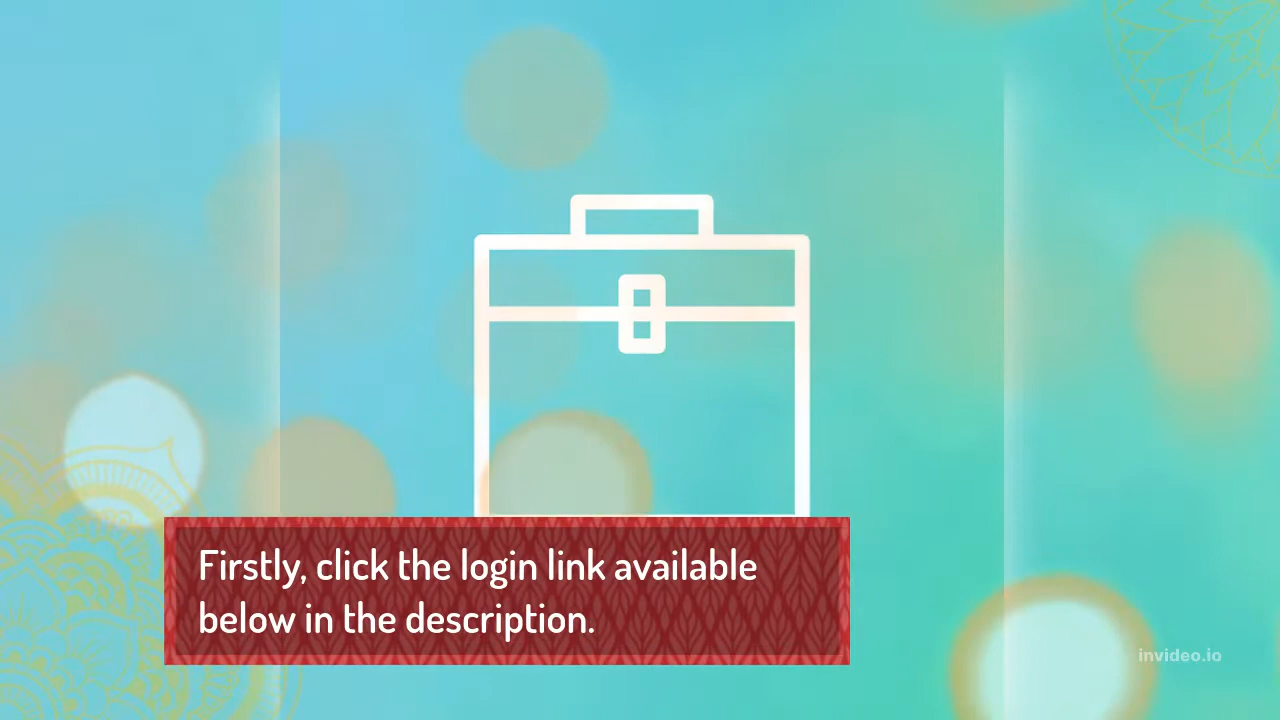 Firstly, click the login link available
below in the description.
invideo.io